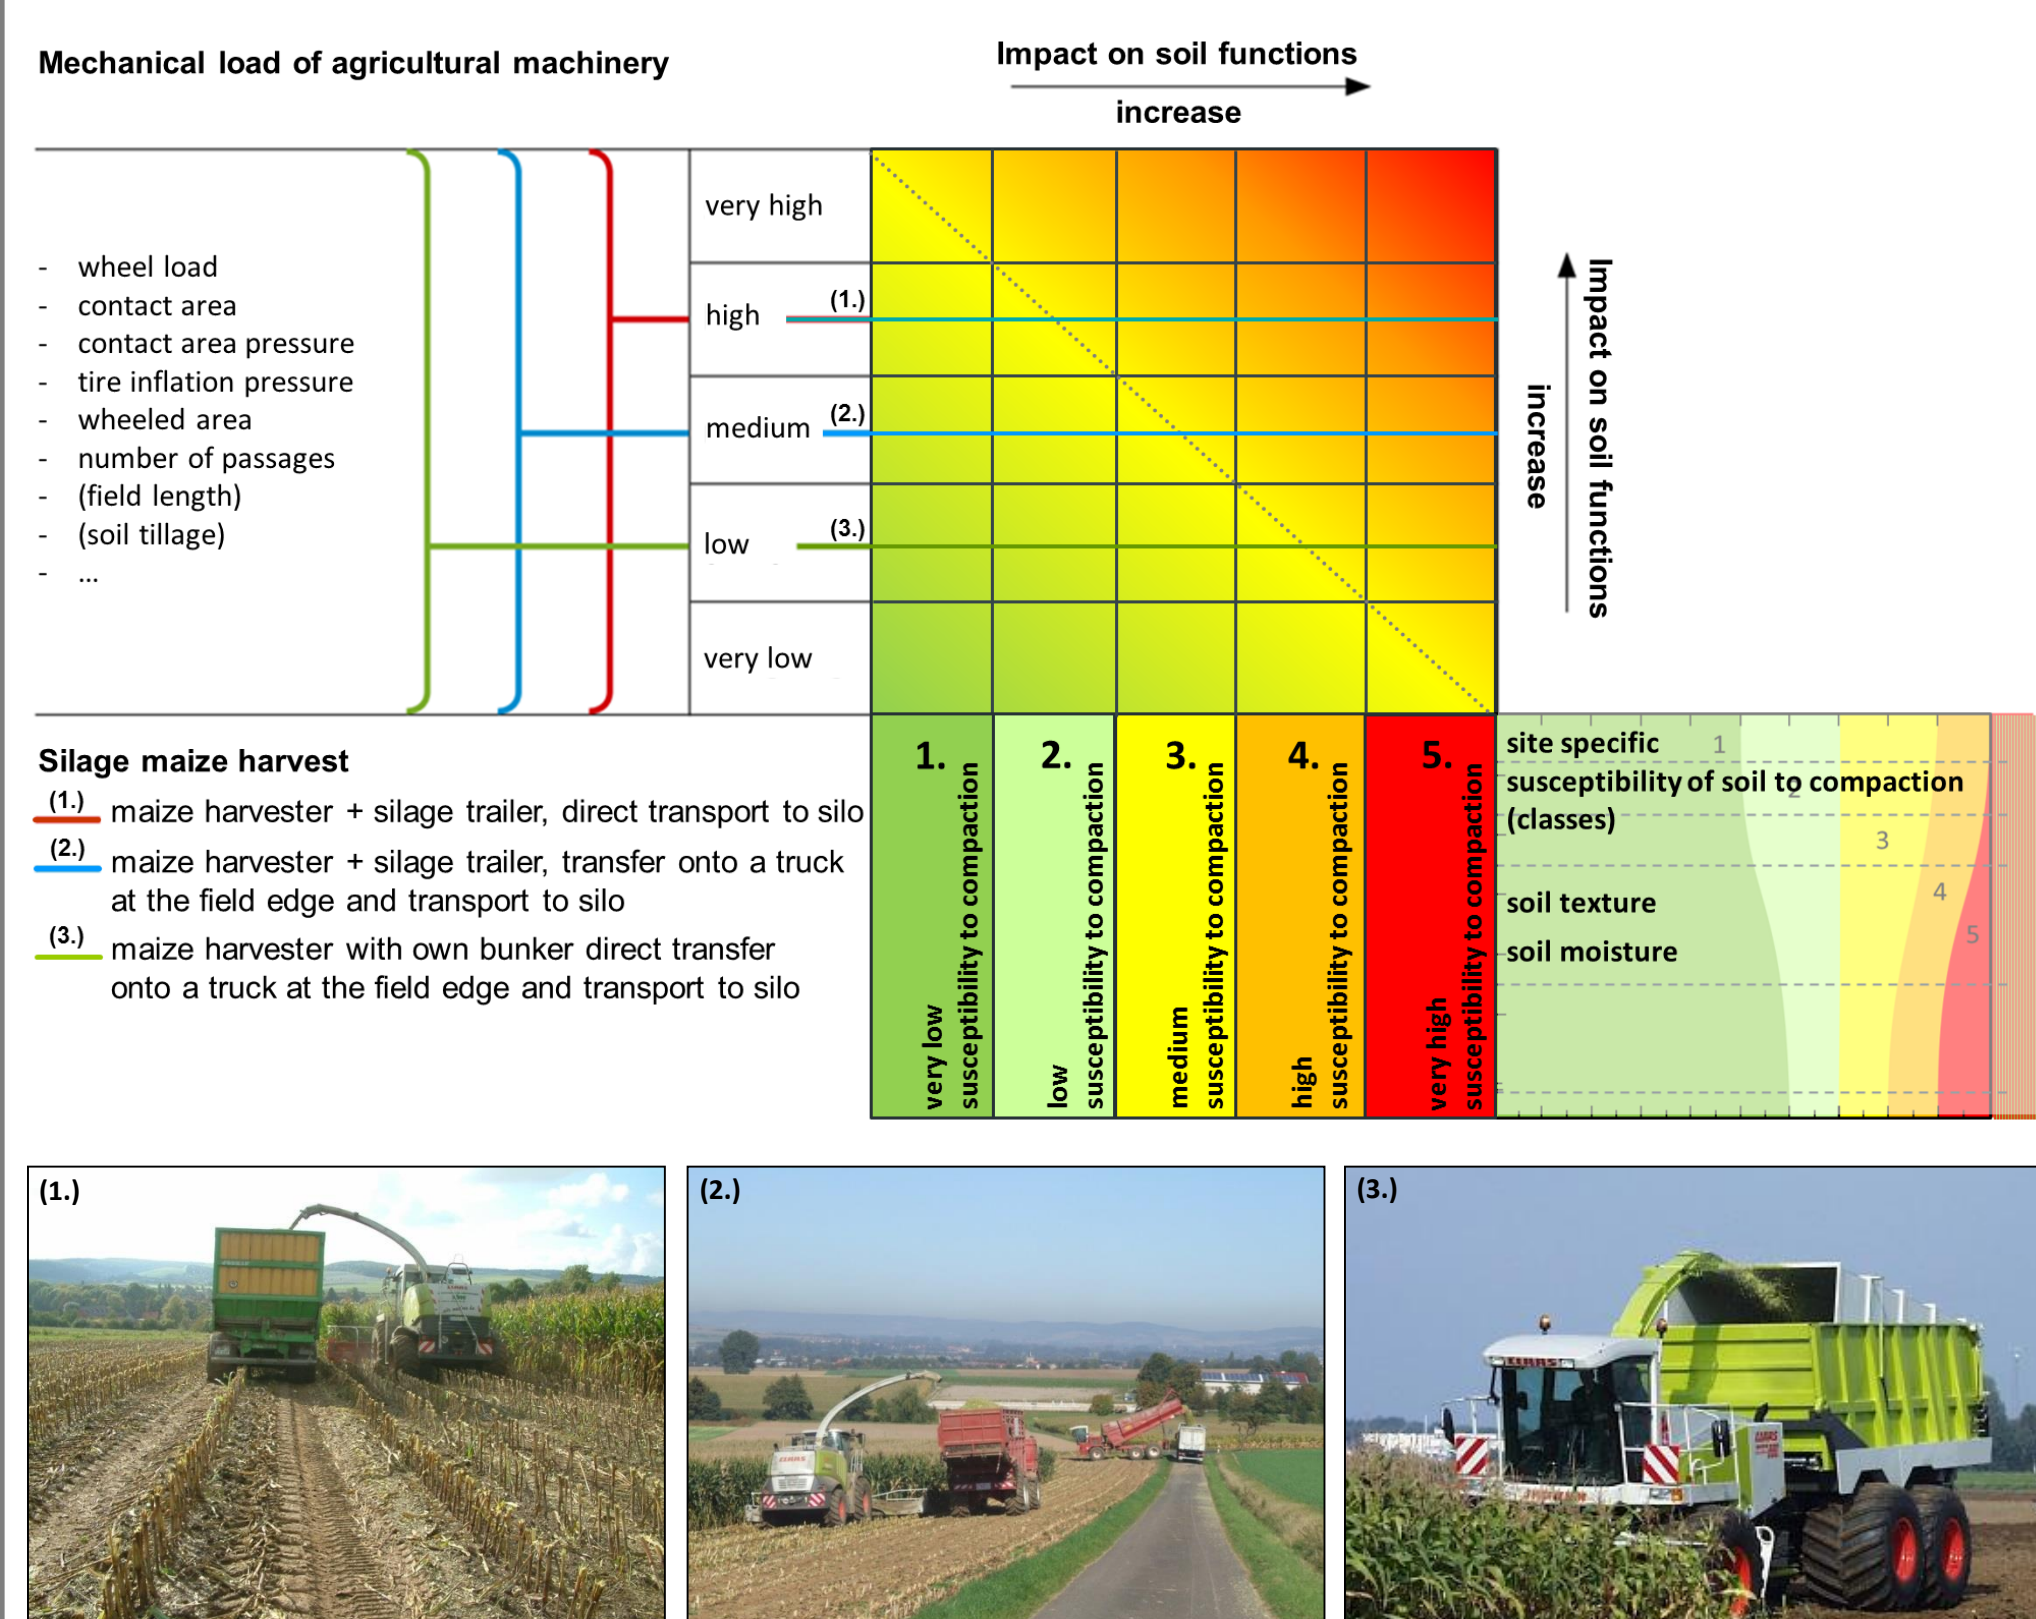 Mechanical load of agricultural machinery
Impact on soil functions
increase
- wheel load
- contact area
- contact area pressure
- tire inflation pressure
- wheeled area
- number of passages
- (field length)
- (soil tillage)
- ...
very high
high (1.)
medium (2.)
low (3.)
very low
Impact on soil functions
increase
Silage maize harvest
(1.) maize harvester + silage trailer, direct transport to silo
(2.) maize harvester + silage trailer, transfer onto a truck
at the field edge and transport to silo
(3.) maize harvester with own bunker direct transfer
onto a truck at the field edge and transport to silo
1.
very low
susceptibility to compaction
2.
low
susceptibility to compaction
3.
medium
susceptibility to compaction
4.
high
susceptibility to compaction
5.
very high
susceptibility to compaction
site specific
susceptibility of soil to compaction
(classes)
soil texture
soil moisture
1
2
3
4
5
(1.)
(2.)
CLAAS
(3.)
CLAAS
CLAAS